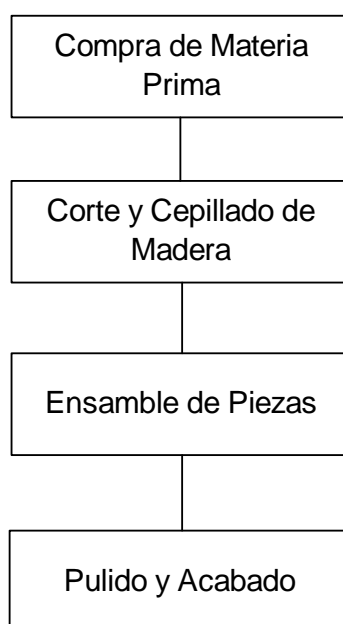 Compra de Materia
Prima
Corte y Cepillado de
Madera
Ensamble de Piezas
Pulido y Acabado